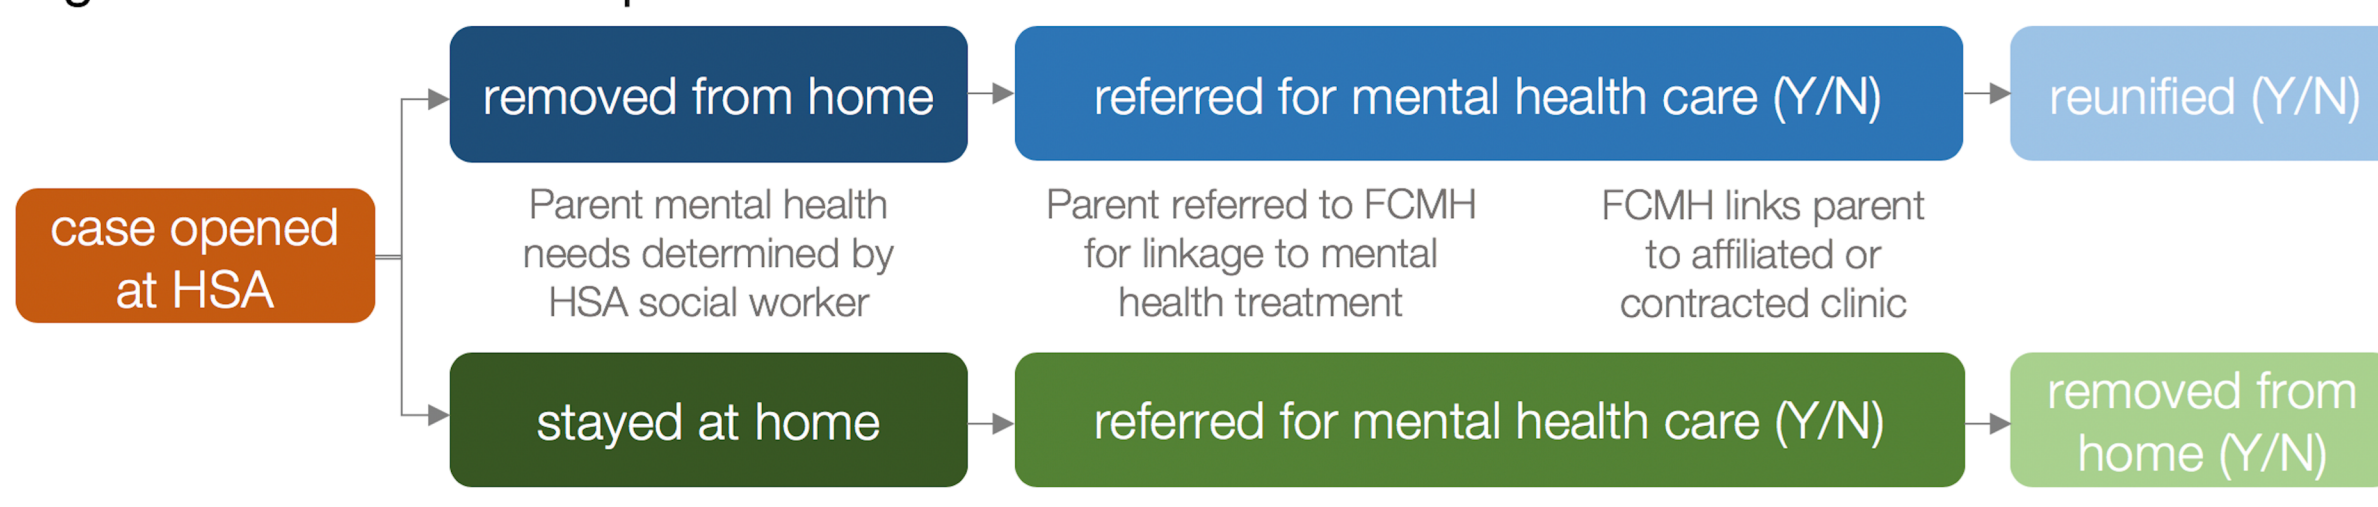 removed from home
referred for mental health care (Y/N)
reunified (Y/N)
case opened
at HSA
Parent mental health
needs determined by
HSA social worker
Parent referred to FCMH
for linkage to mental
health treatment
FCMH links parent
to affiliated or
contracted clinic
stayed at home
referred for mental health care (Y/N)
removed from
home (Y/N)